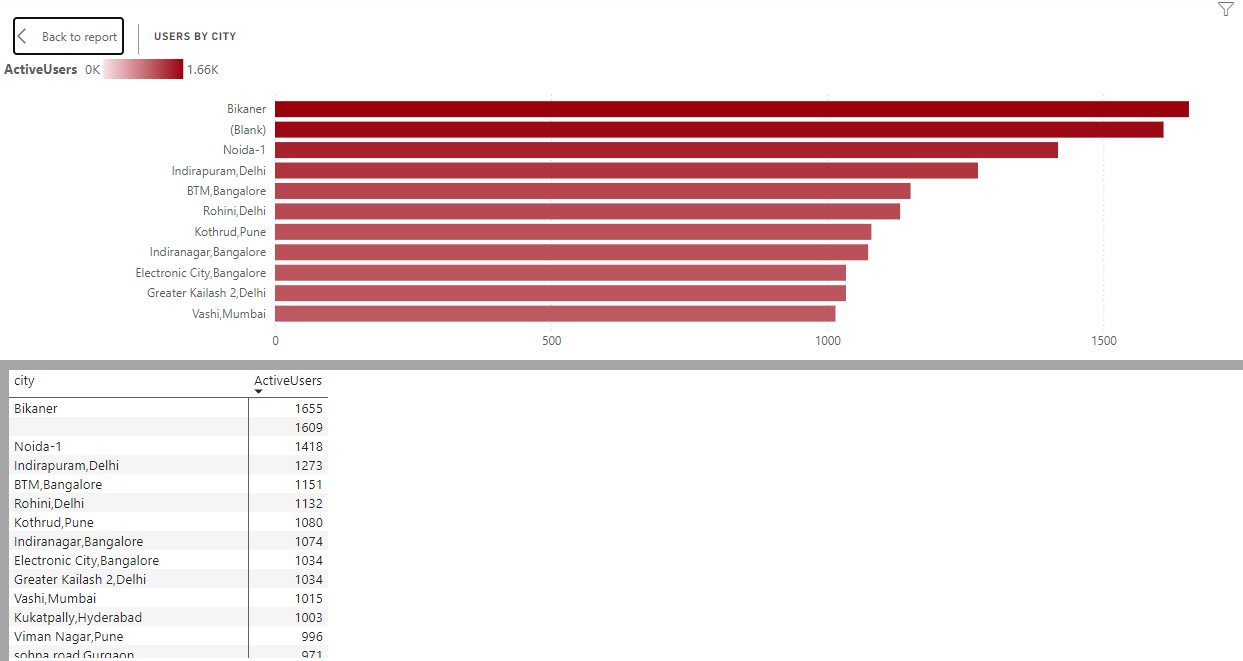 Back to report
USERS BY CITY
ActiveUsers 0K 1.66K
Bikaner
(Blank)
Noida-1
Indirapuram,Delhi
BTM,Bangalore
Rohini,Delhi
Kothrud,Pune
Indiranagar,Bangalore
Electronic City,Bangalore
Greater Kailash 2,Delhi
Vashi,Mumbai
0 500 1000 1500
city ActiveUsers
Bikaner 1655
1609
Noida-1 1418
Indirapuram,Delhi 1273
BTM,Bangalore 1151
Rohini,Delhi 1132
Kothrud,Pune 1080
Indiranagar,Bangalore 1074
Electronic City,Bangalore 1034
Greater Kailash 2,Delhi 1034
Vashi,Mumbai 1015
Kukatpally,Hyderabad 1003
Viman Nagar,Pune 996
sohna road,Gurgaon 971